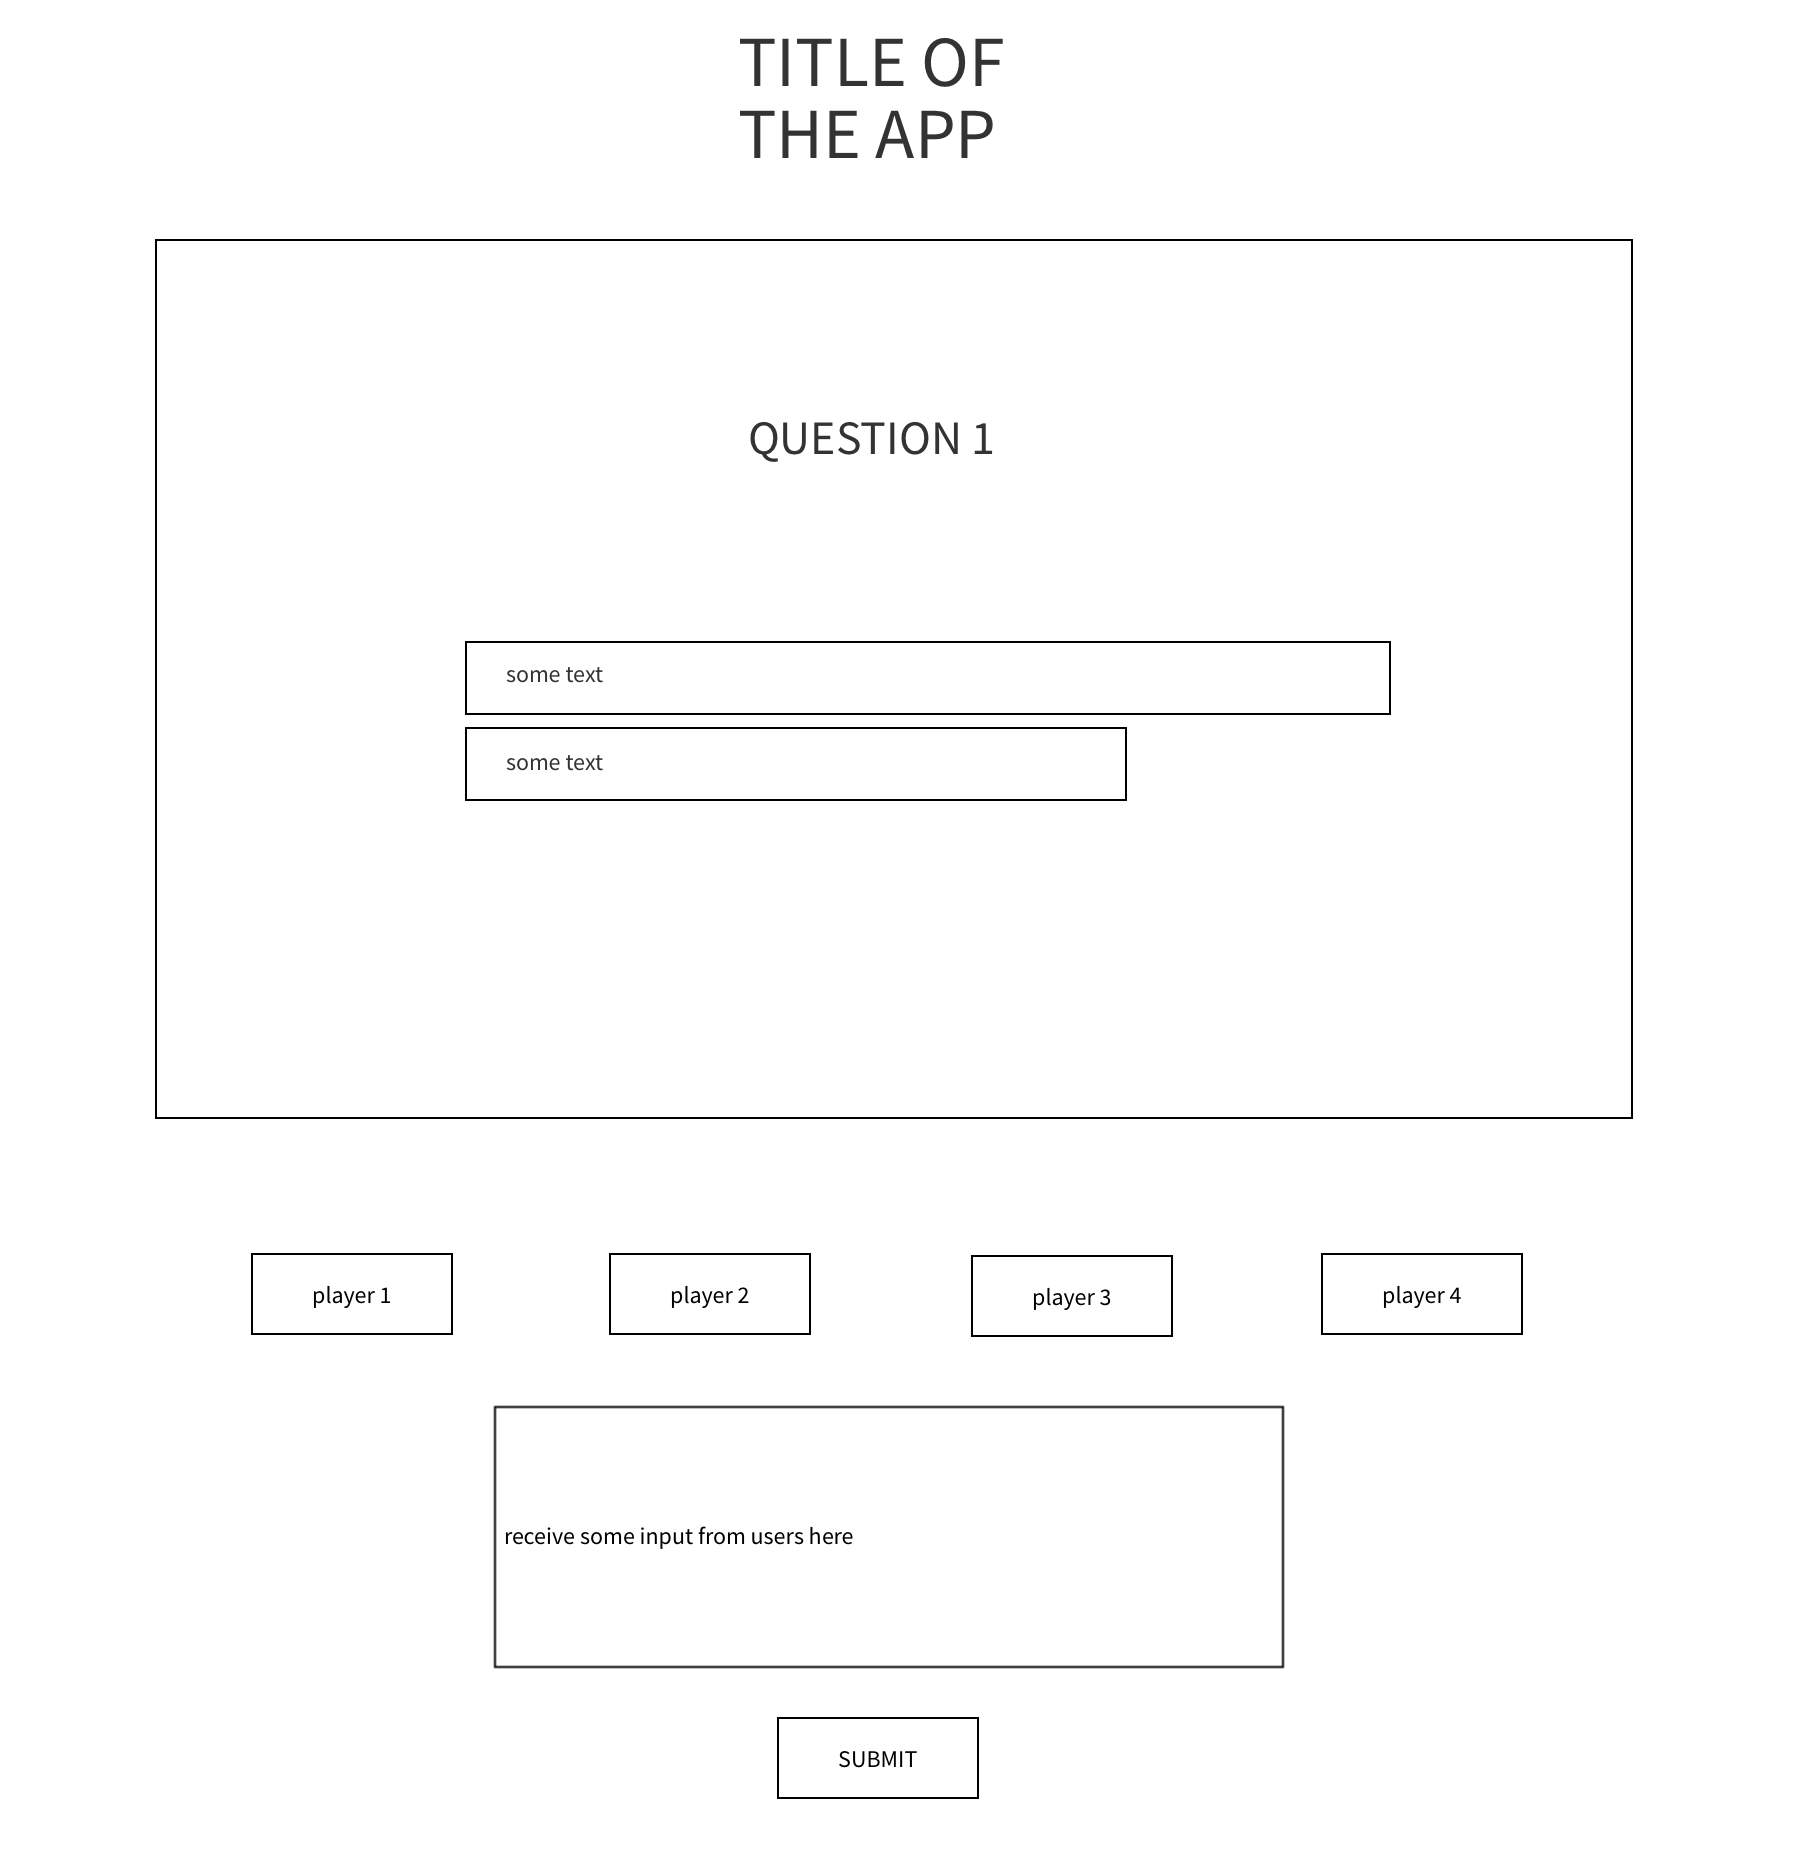 TITLE OF
THE APP
QUESTION 1
some text
some text
player 1
player 2
player 3
player 4
receive some input from users here
SUBMIT